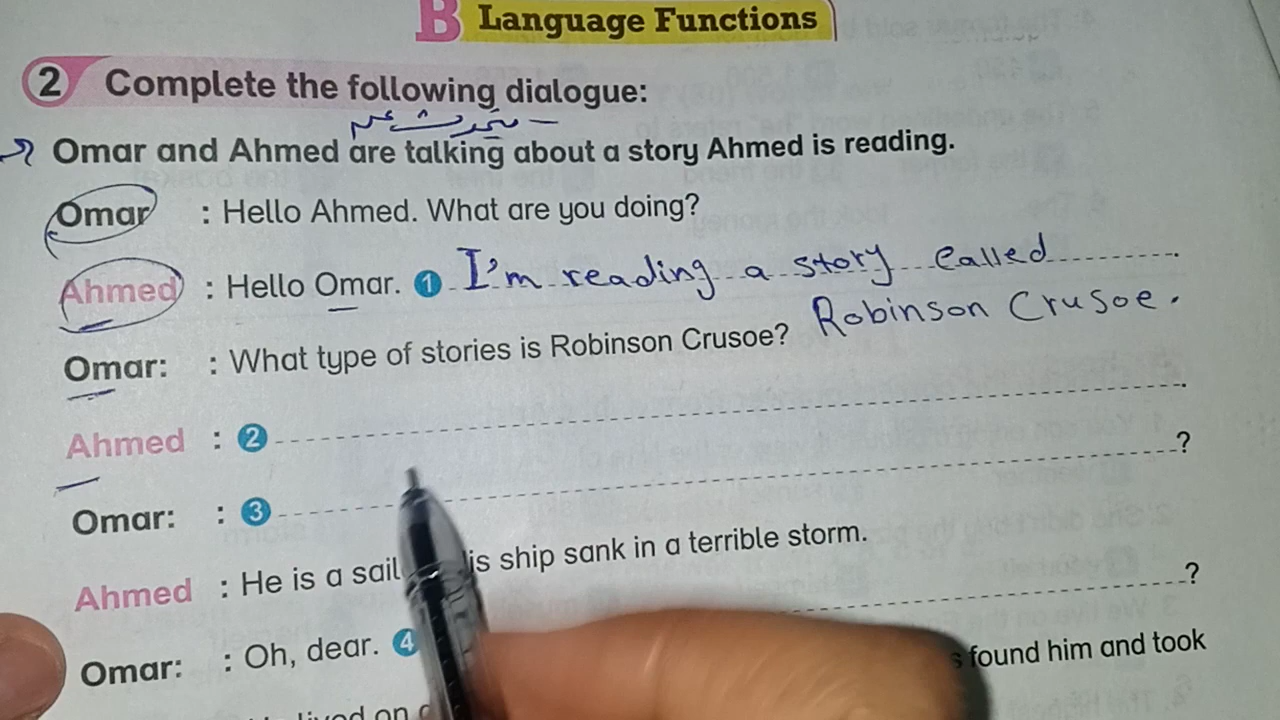 B Language Functions
2 Complete the following dialogue:
Omar and Ahmed are talking about a story Ahmed is reading.
Omar : Hello Ahmed. What are you doing?
Ahmed : Hello Omar. 1 I'm reading a story called
Robinson Crusoe.
Omar: : What type of stories is Robinson Crusoe?
Ahmed : 2 .
Omar: : 3 ?
Ahmed : He is a sail is ship sank in a terrible storm.
Omar: : Oh, dear. 4 ?
found him and took
lived on